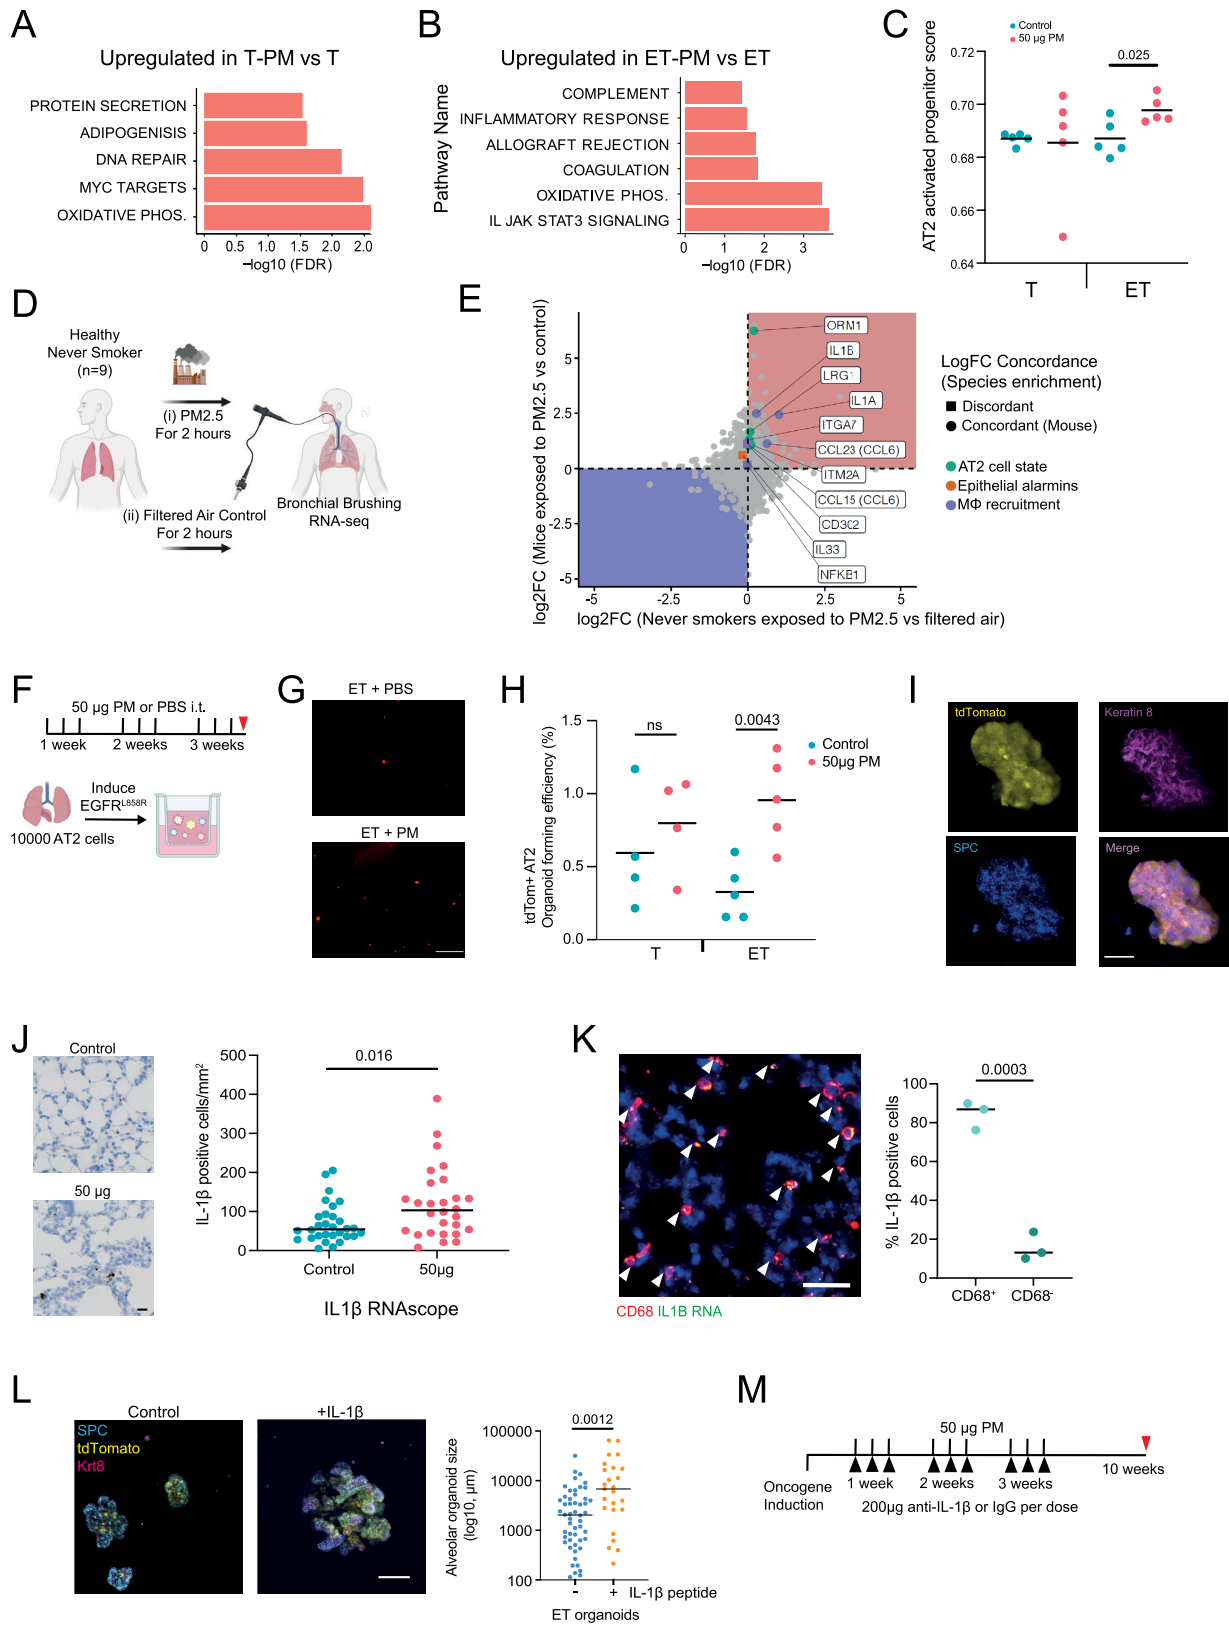 A
Upregulated in T-PM vs T
PROTEIN SECRETION
ADIPOGENISIS
DNA REPAIR
MYC TARGETS
OXIDATIVE PHOS.
0 0.5 1.0 1.5 2.0
−log10 (FDR)
B
Upregulated in ET-PM vs ET
Pathway Name
COMPLEMENT
INFLAMMATORY RESPONSE
ALLOGRAFT REJECTION
COAGULATION
OXIDATIVE PHOS.
IL JAK STAT3 SIGNALING
0 1 2 3
−log10 (FDR)
C
Control
50 µg PM
AT2 activated progenitor score
0.72
0.70
0.68
0.66
0.64
0.025
T
ET
D
Healthy
Never Smoker
(n=9)
(i) PM2.5
For 2 hours
(ii) Filtered Air Control
For 2 hours
Bronchial Brushing
RNA-seq
E
log2FC (Mice exposed to PM2.5 vs control)
5
2.5
0
-2.5
-5
-5 -2.5 0 2.5 5
log2FC (Never smokers exposed to PM2.5 vs filtered air)
ORM1
IL1B
LRG1
IL1A
ITGA7
CCL23 (CCL6)
ITM2A
CCL15 (CCL6)
CD302
IL33
NFKB1
LogFC Concordance
(Species enrichment)
Discordant
Concordant (Mouse)
AT2 cell state
Epithelial alarmins
MΦ recruitment
F
50 µg PM or PBS i.t.
1 week 2 weeks 3 weeks
Induce
EGFR^L858R
10000 AT2 cells
G
ET + PBS
ET + PM
H
tdTom+ AT2
Organoid forming efficiency (%)
1.5
1.0
0.5
0.0
ns
0.0043
Control
50µg PM
T
ET
I
tdTomato
Keratin 8
SPC
Merge
J
Control
50 µg
IL-1β positive cells/mm²
500
400
300
200
100
0
0.016
Control
50µg
IL1β RNAscope
K
CD68 IL1B RNA
% IL-1β positive cells
100
80
60
40
20
0
0.0003
CD68⁺
CD68⁻
L
Control
SPC
tdTomato
Krt8
+IL-1β
Alveolar organoid size
(log10, µm)
100000
10000
1000
100
0.0012
- + IL-1β peptide
ET organoids
M
50 µg PM
Oncogene
Induction
1 week 2 weeks 3 weeks
10 weeks
200µg anti-IL-1β or IgG per dose